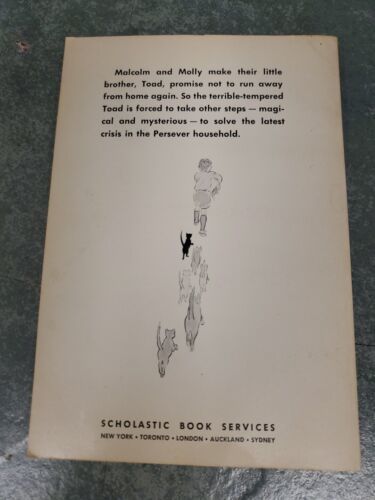 Malcolm and Molly make their little
brother, Toad, promise not to run away
from home again. So the terrible-tempered
Toad is forced to take other steps — magi-
cal and mysterious — to solve the latest
crisis in the Persever household.
SCHOLASTIC BOOK SERVICES
NEW YORK • TORONTO • LONDON • AUCKLAND • SYDNEY